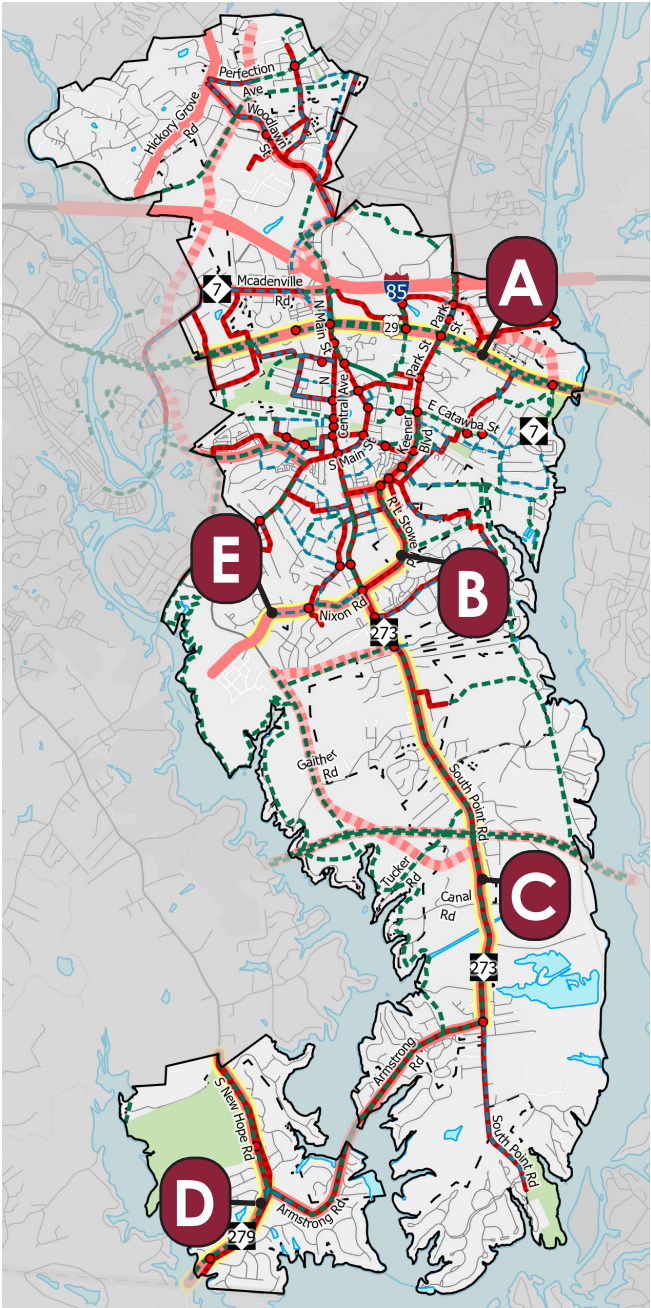 Perfection
Ave
Hickory Grove
Rd
Woodlawn
St
A
7
Mcadenville
Rd
85
N Main St
29
Park
St
Park St
N
Central Ave
E Catawba St
Keener
Blvd
7
S Main St
R L Stowe
Rd
E
B
Nixon Rd
273
Gaither
Rd
South Point Rd
Tucker
Rd
Canal
Rd
C
273
Armstrong
Rd
S New Hope Rd
South Point Rd
D
Armstrong Rd
279